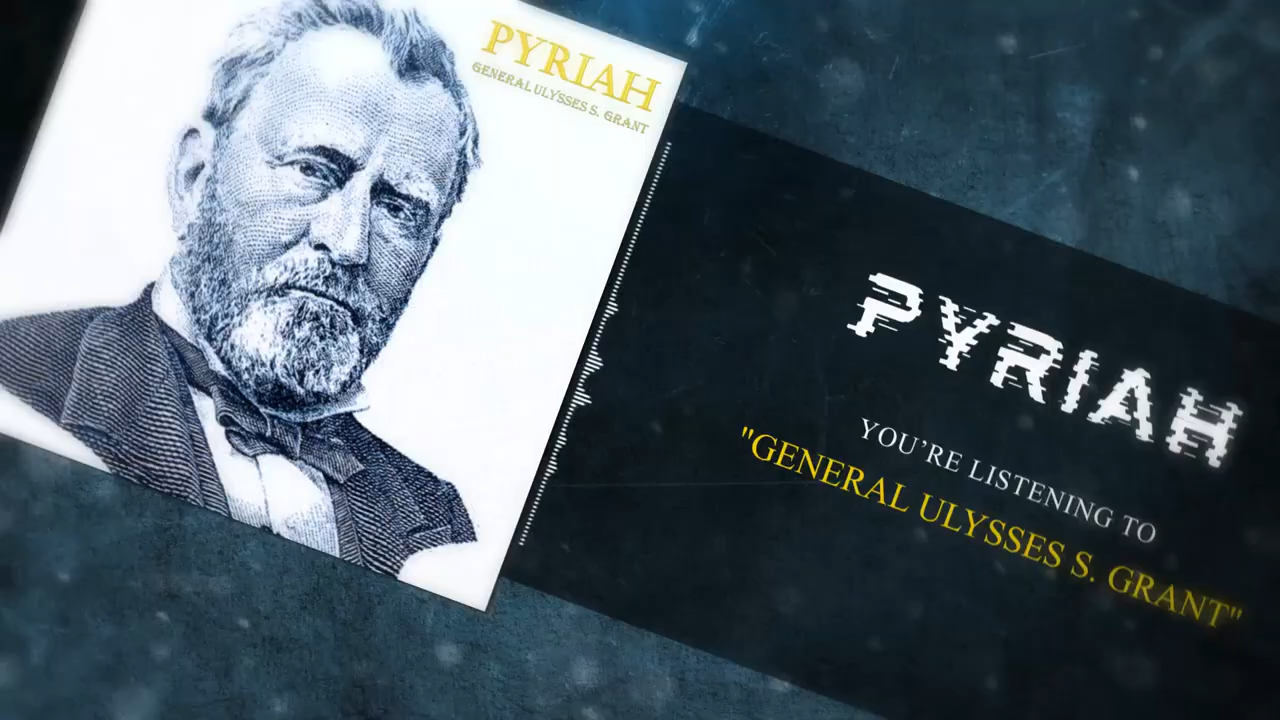 PYRIAH
GENERAL ULYSSES S. GRANT
PYRIAH
YOU'RE LISTENING TO
"GENERAL ULYSSES S. GRANT"